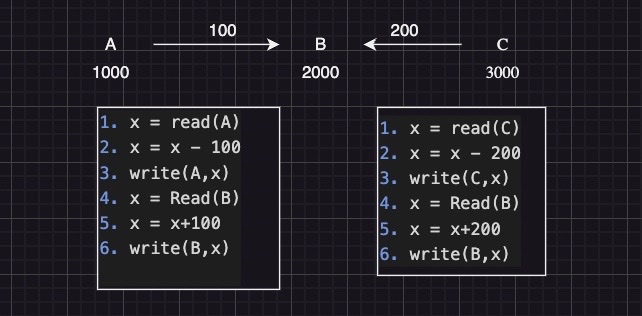 100 200
A B C
1000 2000 3000
1. x = read(A)
2. x = x - 100
3. write(A,x)
4. x = Read(B)
5. x = x+100
6. write(B,x)
1. x = read(C)
2. x = x - 200
3. write(C,x)
4. x = Read(B)
5. x = x+200
6. write(B,x)